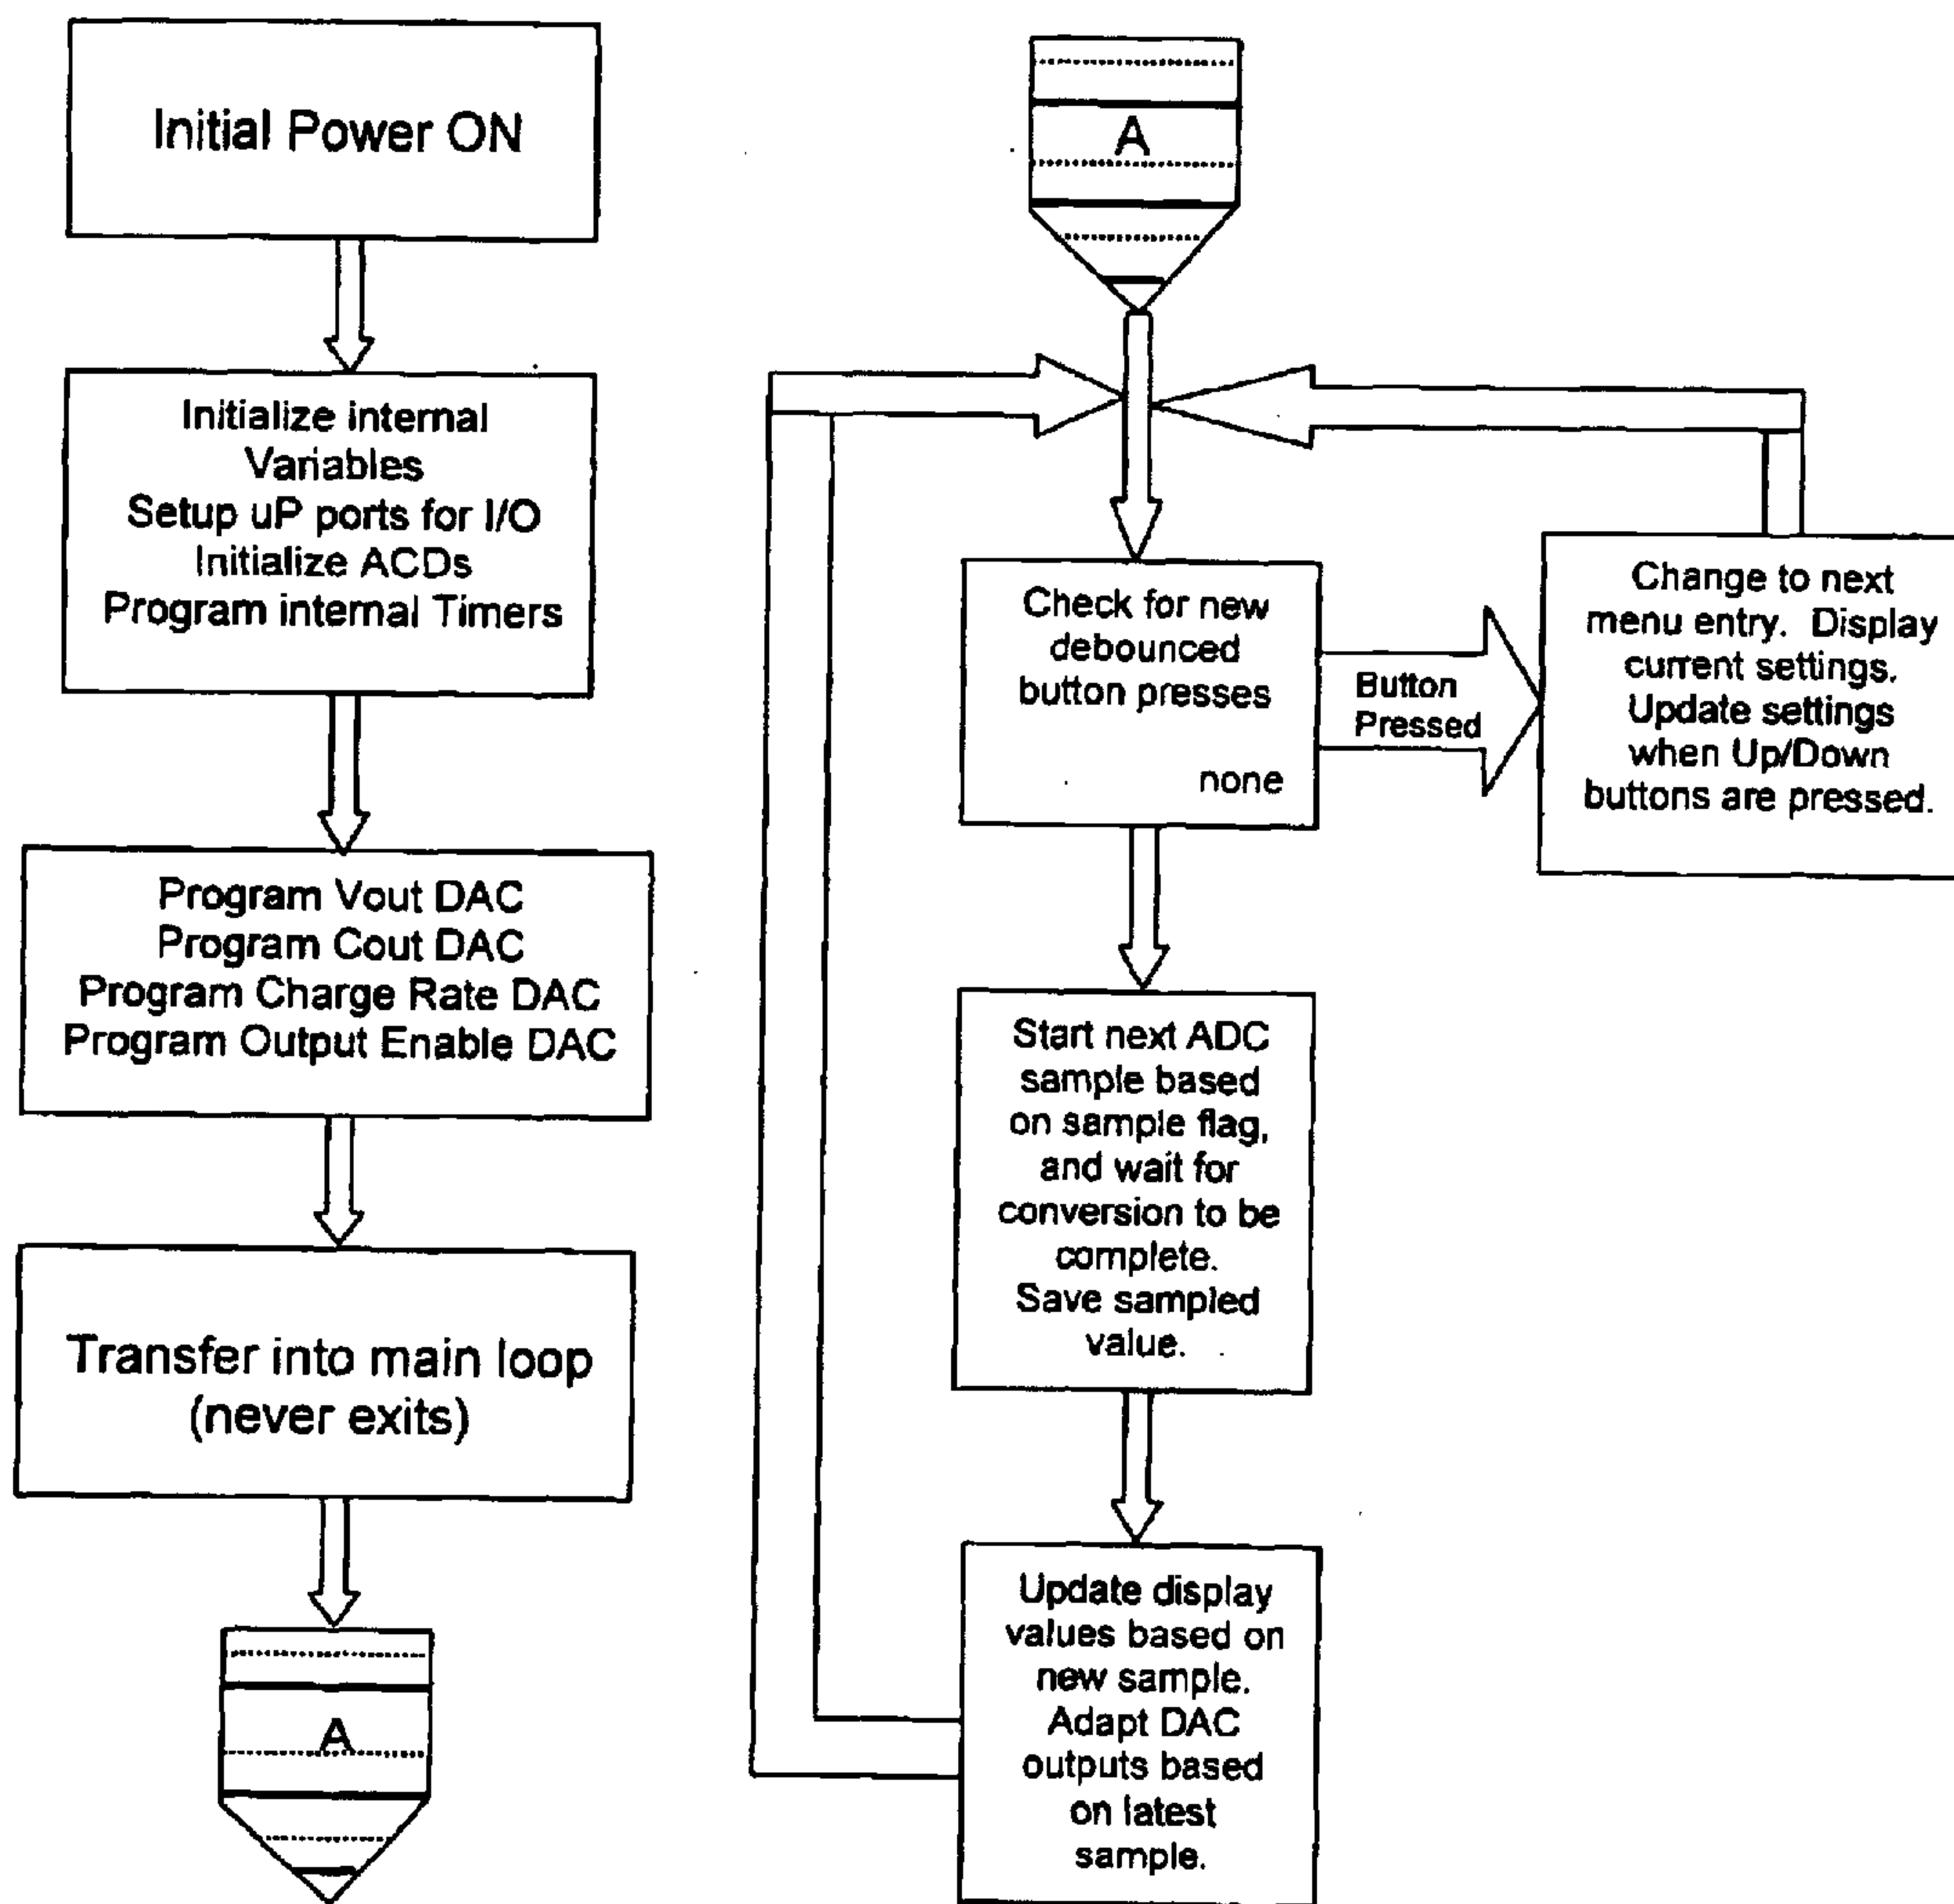 Initial Power ON
Initialize internal
Variables
Setup uP ports for I/O
Initialize ACDs
Program internal Timers
Program Vout DAC
Program Cout DAC
Program Charge Rate DAC
Program Output Enable DAC
Transfer into main loop
(never exits)
A
A
Check for new
debounced
button presses
none
Button
Pressed
Change to next
menu entry. Display
current settings.
Update settings
when Up/Down
buttons are pressed.
Start next ADC
sample based
on sample flag,
and wait for
conversion to be
complete.
Save sampled
value.
Update display
values based on
new sample.
Adapt DAC
outputs based
on latest
sample.